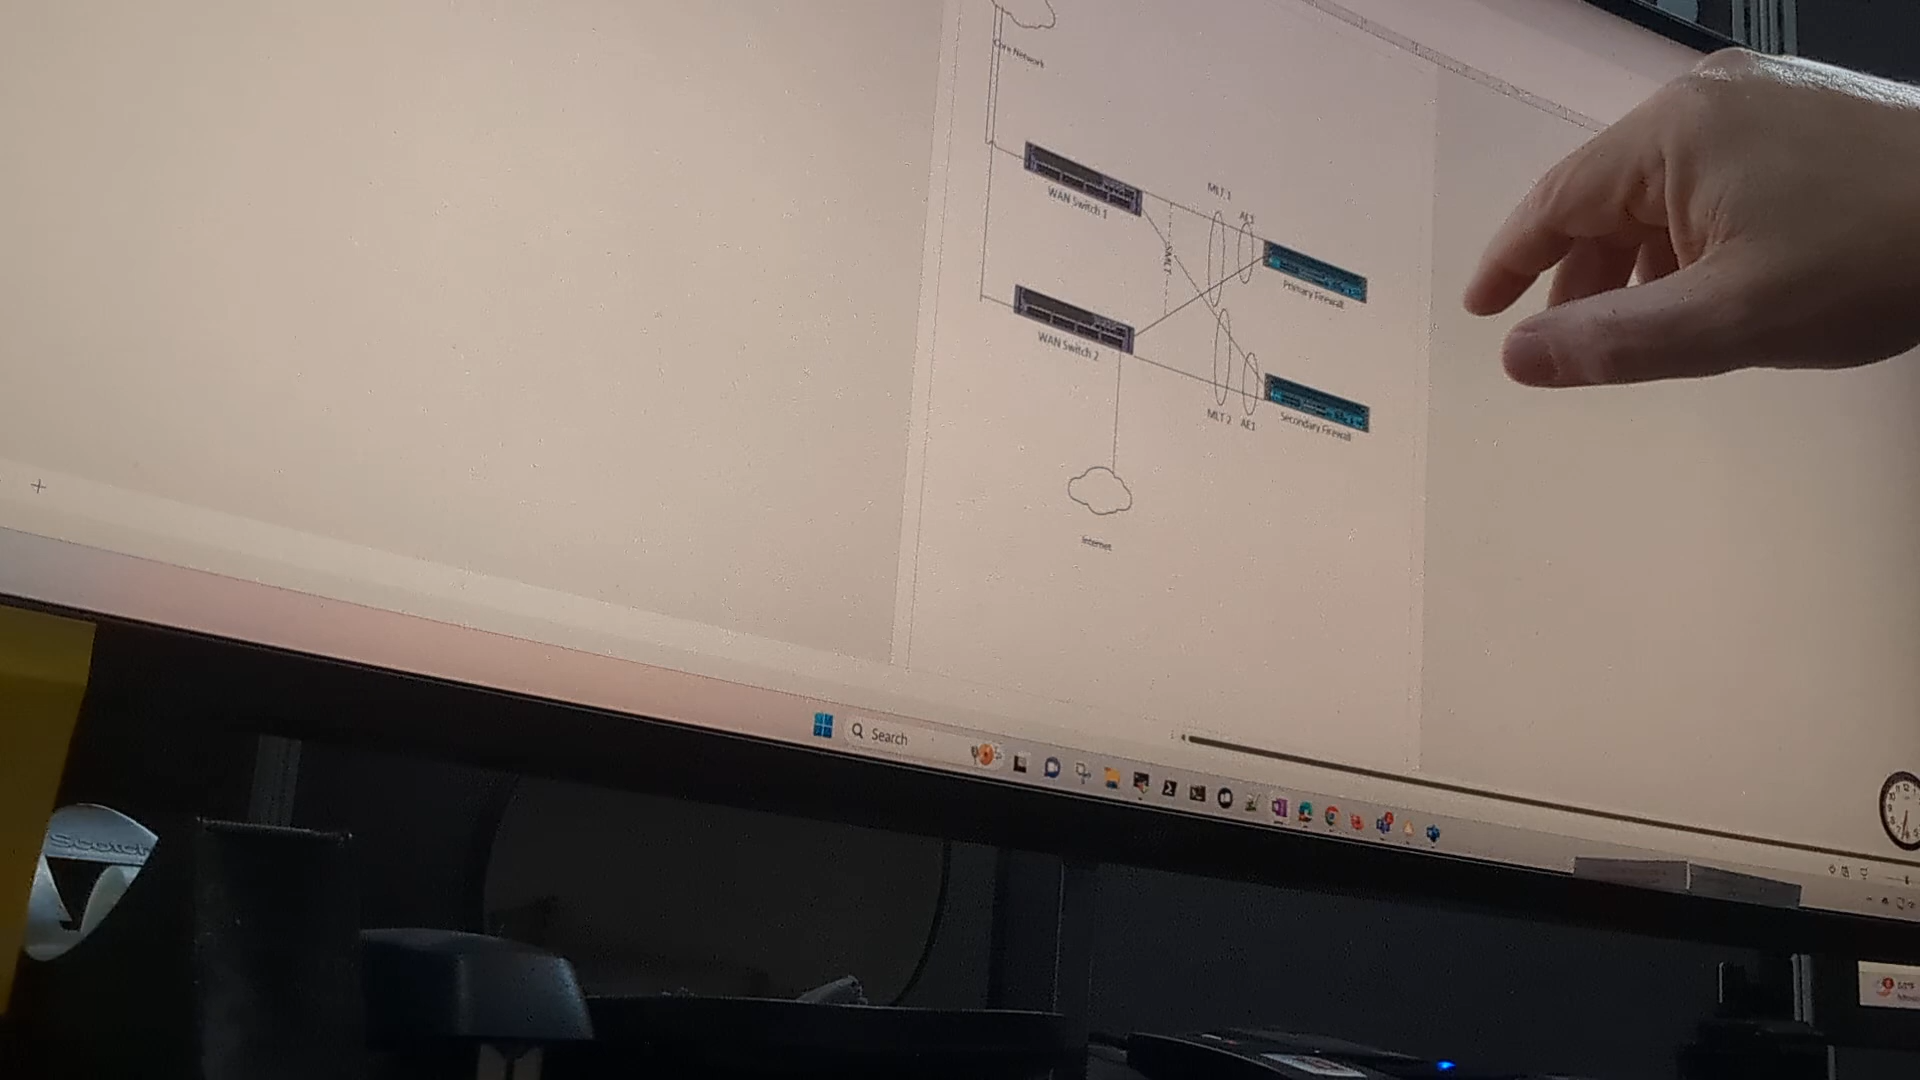 Core Network
WAN Switch 1
MLT 1
AE1
SMLT
Primary Firewall
WAN Switch 2
MLT 2
AE1
Secondary Firewall
Internet
Search
Scotch